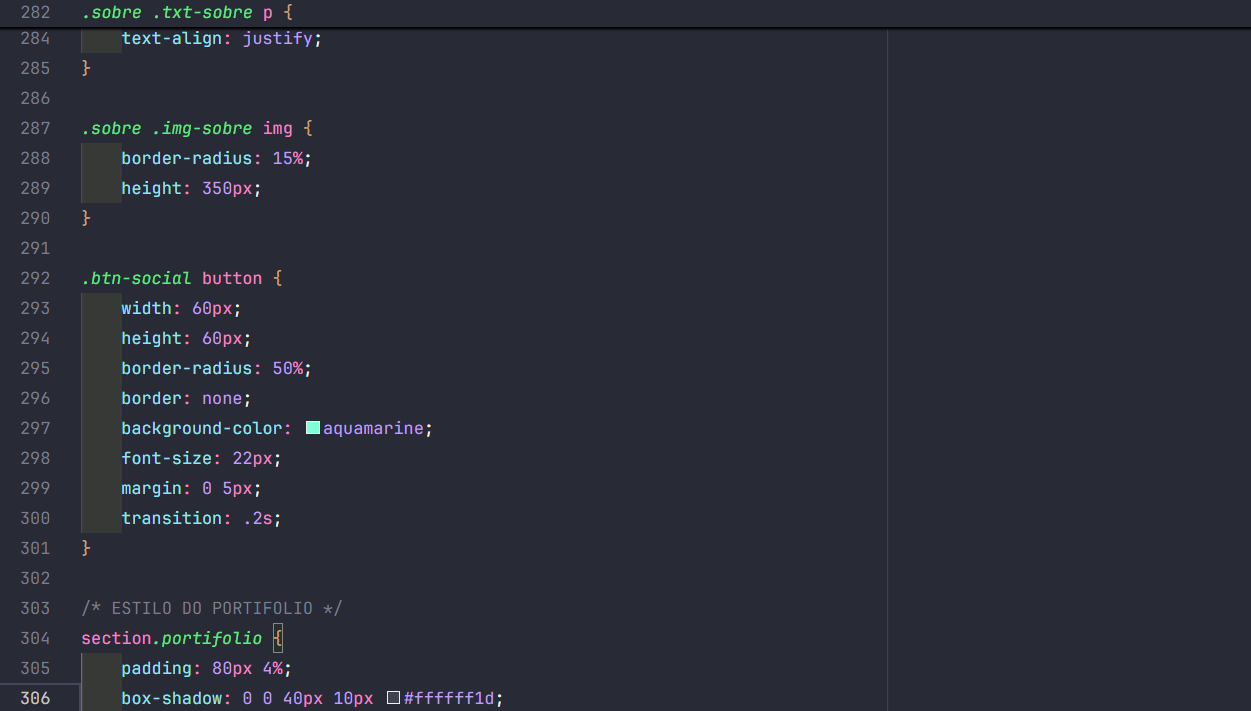 282 .sobre .txt-sobre p {
284 text-align: justify;
285 }
286
287 .sobre .img-sobre img {
288 border-radius: 15%;
289 height: 350px;
290 }
291
292 .btn-social button {
293 width: 60px;
294 height: 60px;
295 border-radius: 50%;
296 border: none;
297 background-color: aquamarine;
298 font-size: 22px;
299 margin: 0 5px;
300 transition: .2s;
301 }
302
303 /* ESTILO DO PORTIFOLIO */
304 section.portifolio {
305 padding: 80px 4%;
306 box-shadow: 0 0 40px 10px #ffffff1d;